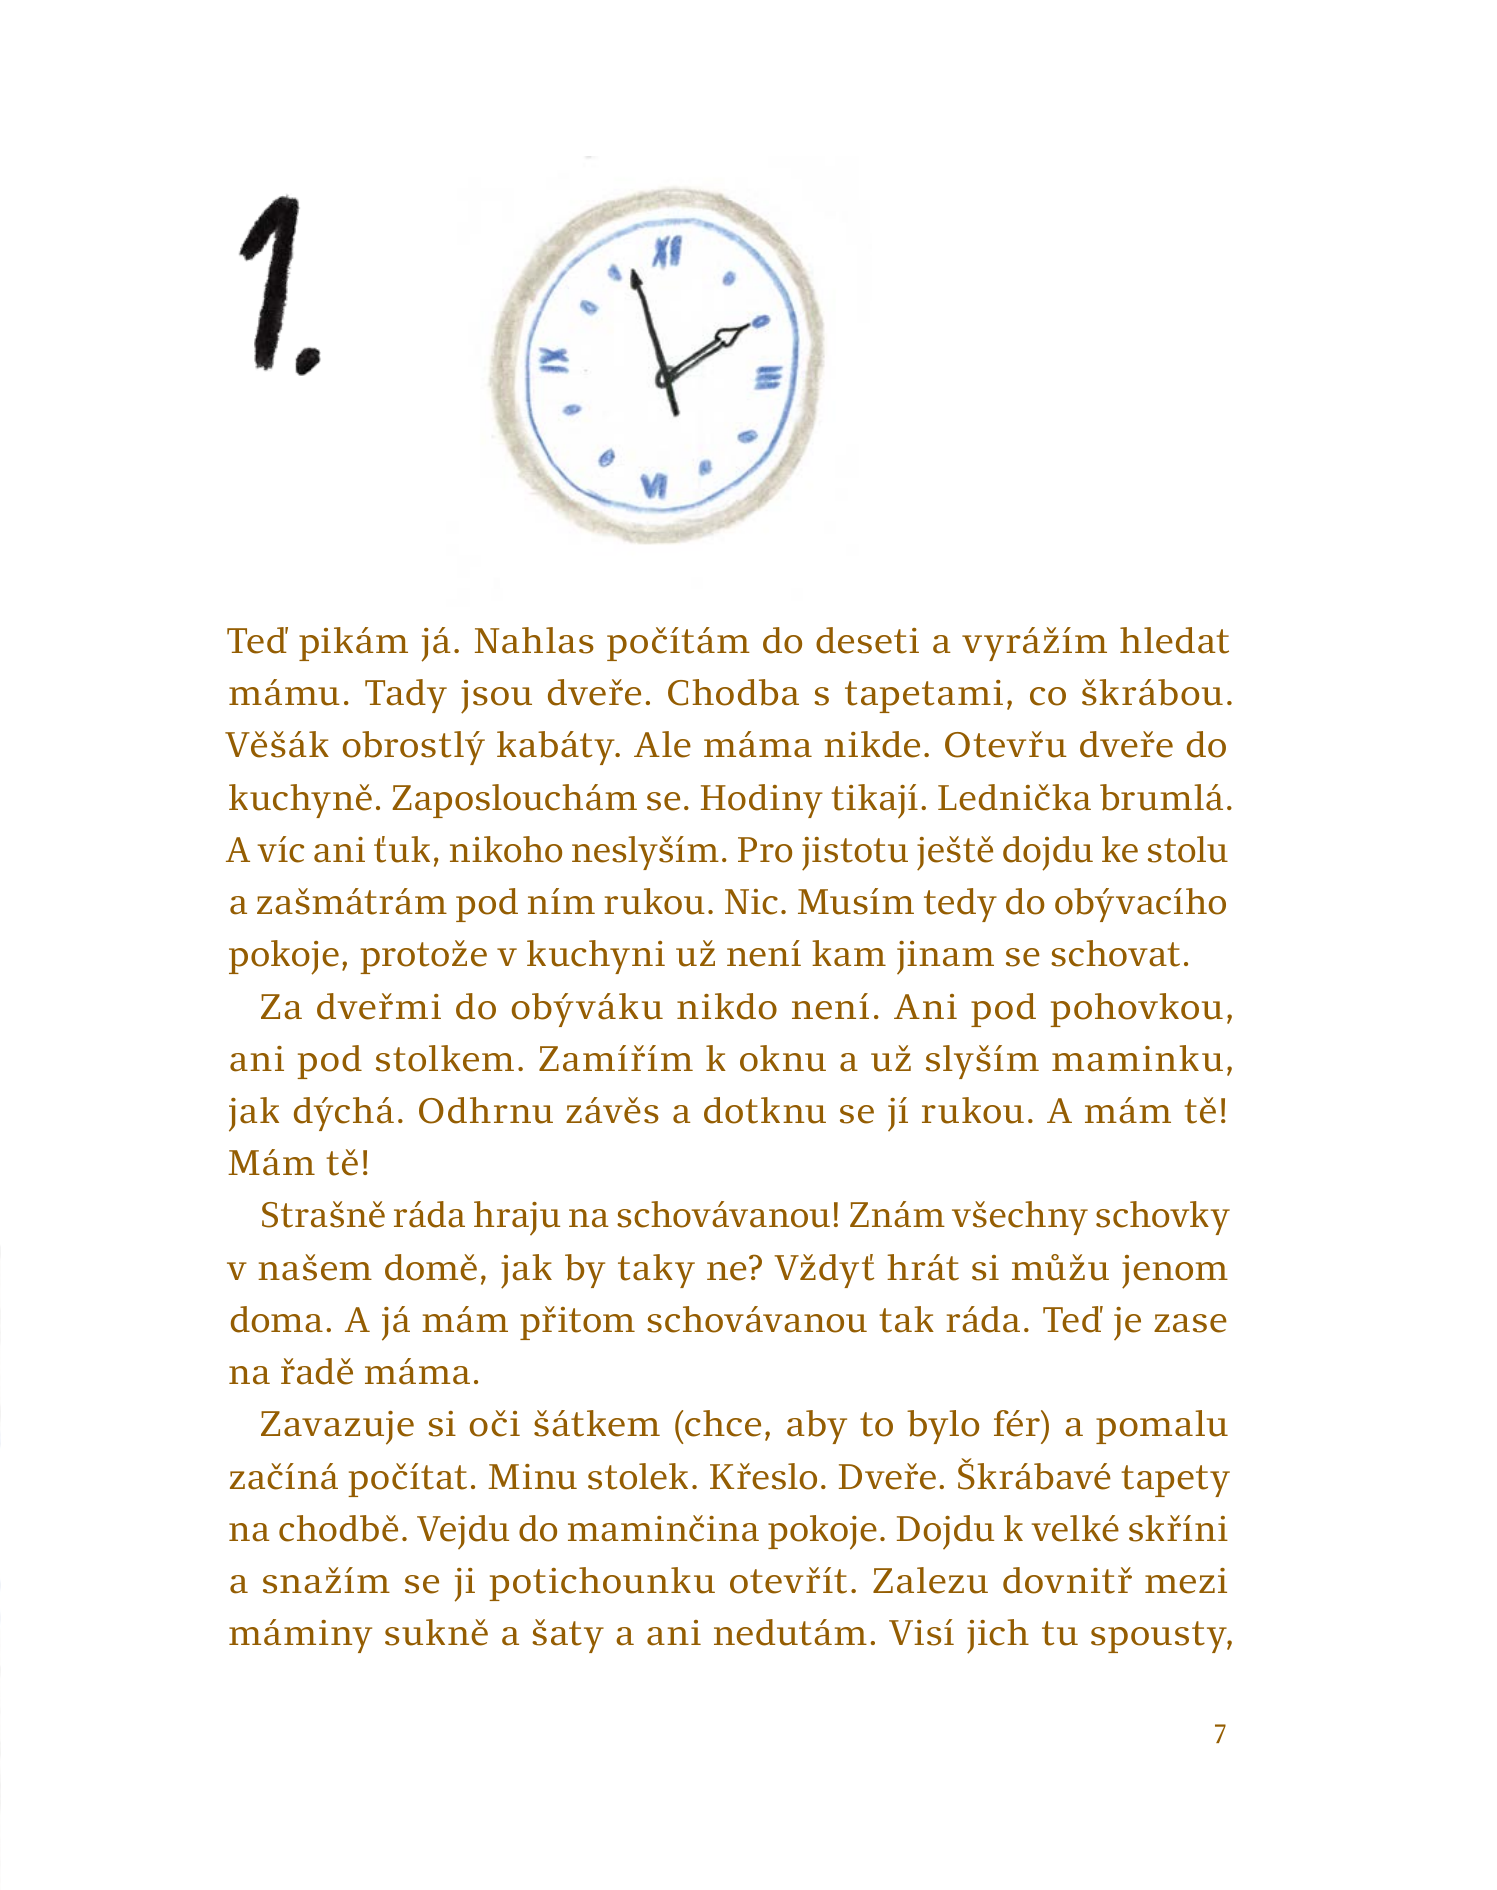 1.
XII
IX
III
VI
Teď pikám já. Nahlas počítám do deseti a vyrážím hledat
mámu. Tady jsou dveře. Chodba s tapetami, co škrábou.
Věšák obrostlý kabáty. Ale máma nikde. Otevřu dveře do
kuchyně. Zaposlouchám se. Hodiny tikají. Lednička brumlá.
A víc ani ťuk, nikoho neslyším. Pro jistotu ještě dojdu ke stolu
a zašmátrám pod ním rukou. Nic. Musím tedy do obývacího
pokoje, protože v kuchyni už není kam jinam se schovat.
Za dveřmi do obýváku nikdo není. Ani pod pohovkou,
ani pod stolkem. Zamířím k oknu a už slyším maminku,
jak dýchá. Odhrnu závěs a dotknu se jí rukou. A mám tě!
Mám tě!
Strašně ráda hraju na schovávanou! Znám všechny schovky
v našem domě, jak by taky ne? Vždyť hrát si můžu jenom
doma. A já mám přitom schovávanou tak ráda. Teď je zase
na řadě máma.
Zavazuje si oči šátkem (chce, aby to bylo fér) a pomalu
začíná počítat. Minu stolek. Křeslo. Dveře. Škrábavé tapety
na chodbě. Vejdu do maminčina pokoje. Dojdu k velké skříni
a snažím se ji potichounku otevřít. Zalezu dovnitř mezi
máminy sukně a šaty a ani nedutám. Visí jich tu spousty,
7